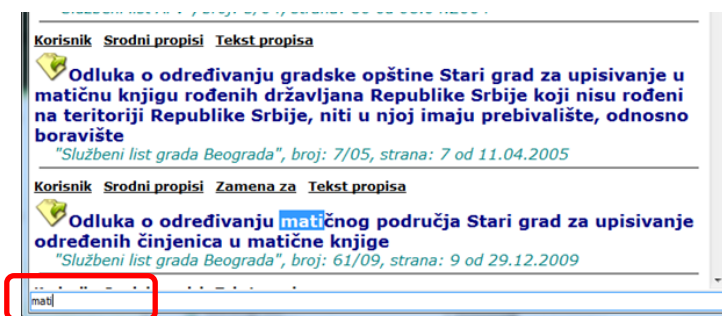 Korisnik Srodni propisi Tekst propisa
Odluka o određivanju gradske opštine Stari grad za upisivanje u
matičnu knjigu rođenih državljana Republike Srbije koji nisu rođeni
na teritoriji Republike Srbije, niti u njoj imaju prebivalište, odnosno
boravište
"Službeni list grada Beograda", broj: 7/05, strana: 7 od 11.04.2005
Korisnik Srodni propisi Zamena za Tekst propisa
Odluka o određivanju matičnog područja Stari grad za upisivanje
određenih činjenica u matične knjige
"Službeni list grada Beograda", broj: 61/09, strana: 9 od 29.12.2009
mati